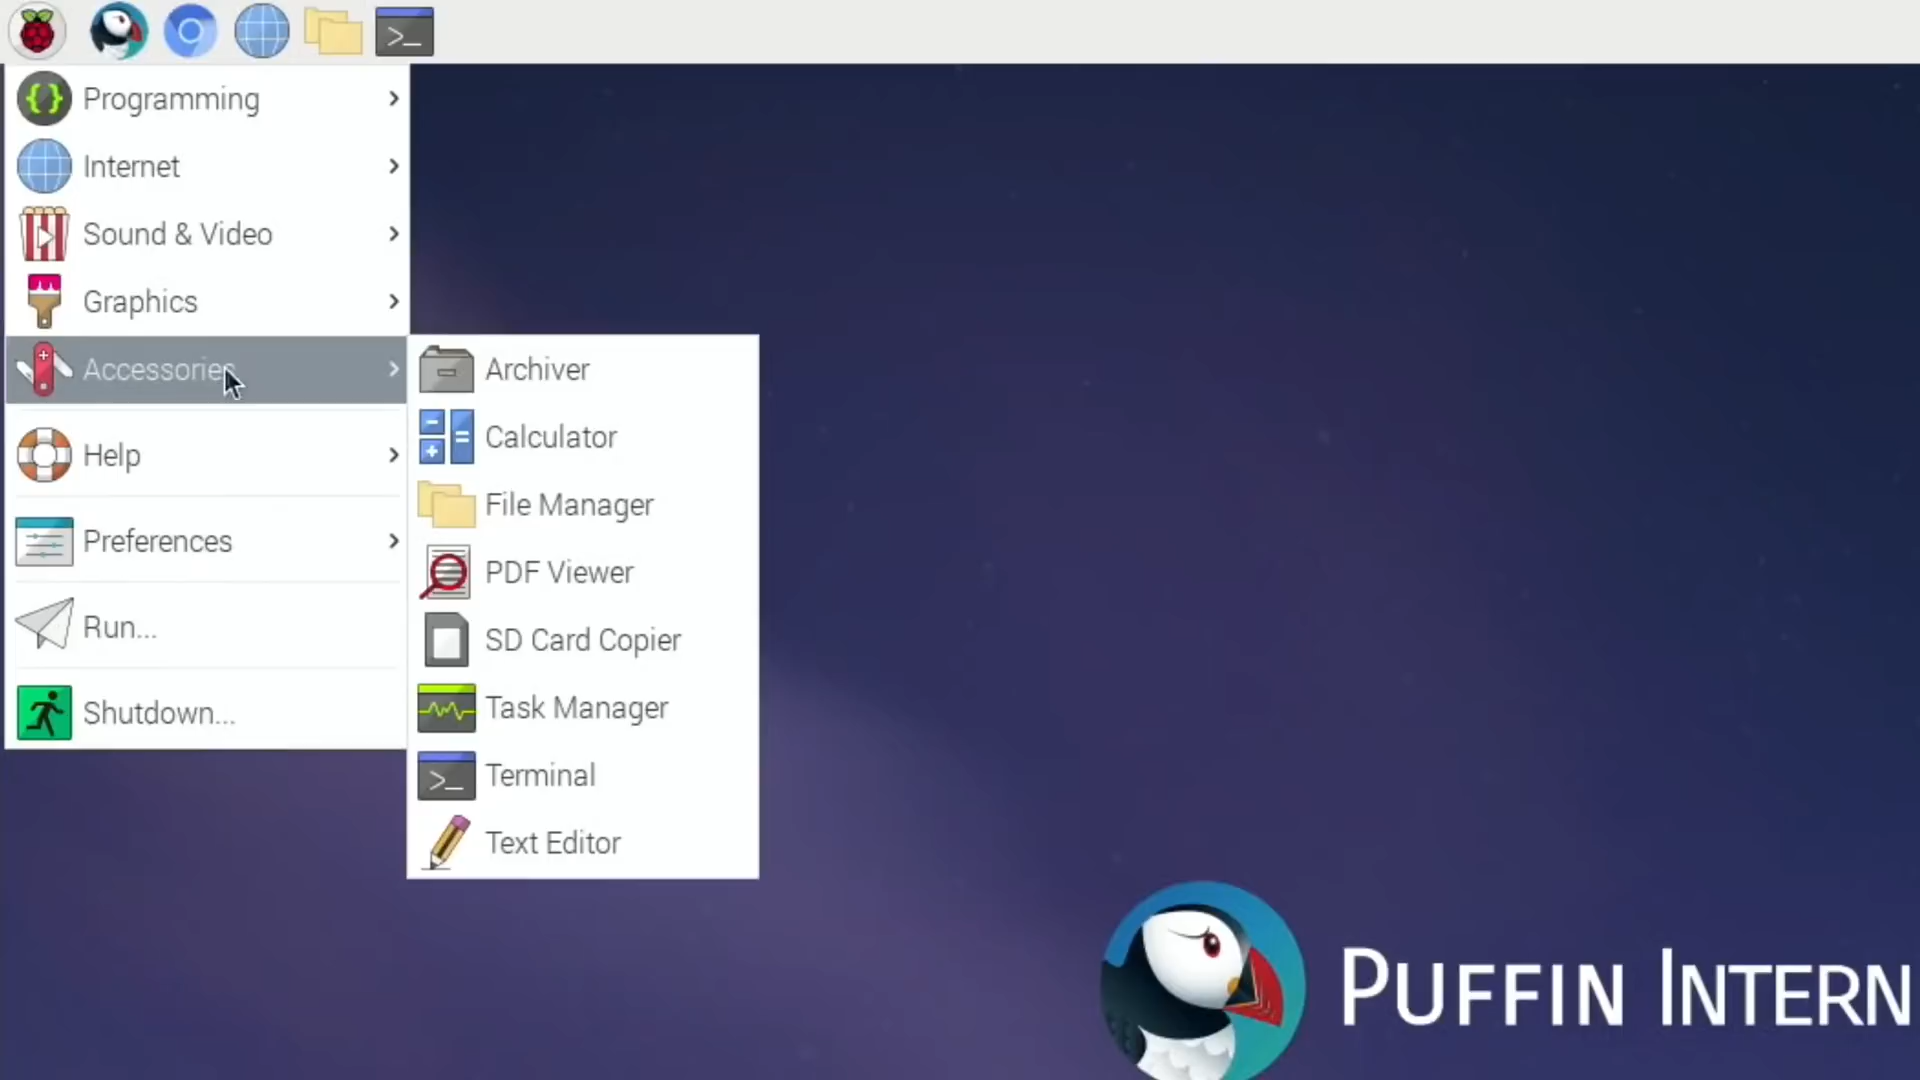 Programming
Internet
Sound & Video
Graphics
Accessories
Help
Preferences
Run...
Shutdown...
Archiver
Calculator
File Manager
PDF Viewer
SD Card Copier
Task Manager
Terminal
Text Editor
PUFFIN INTERN